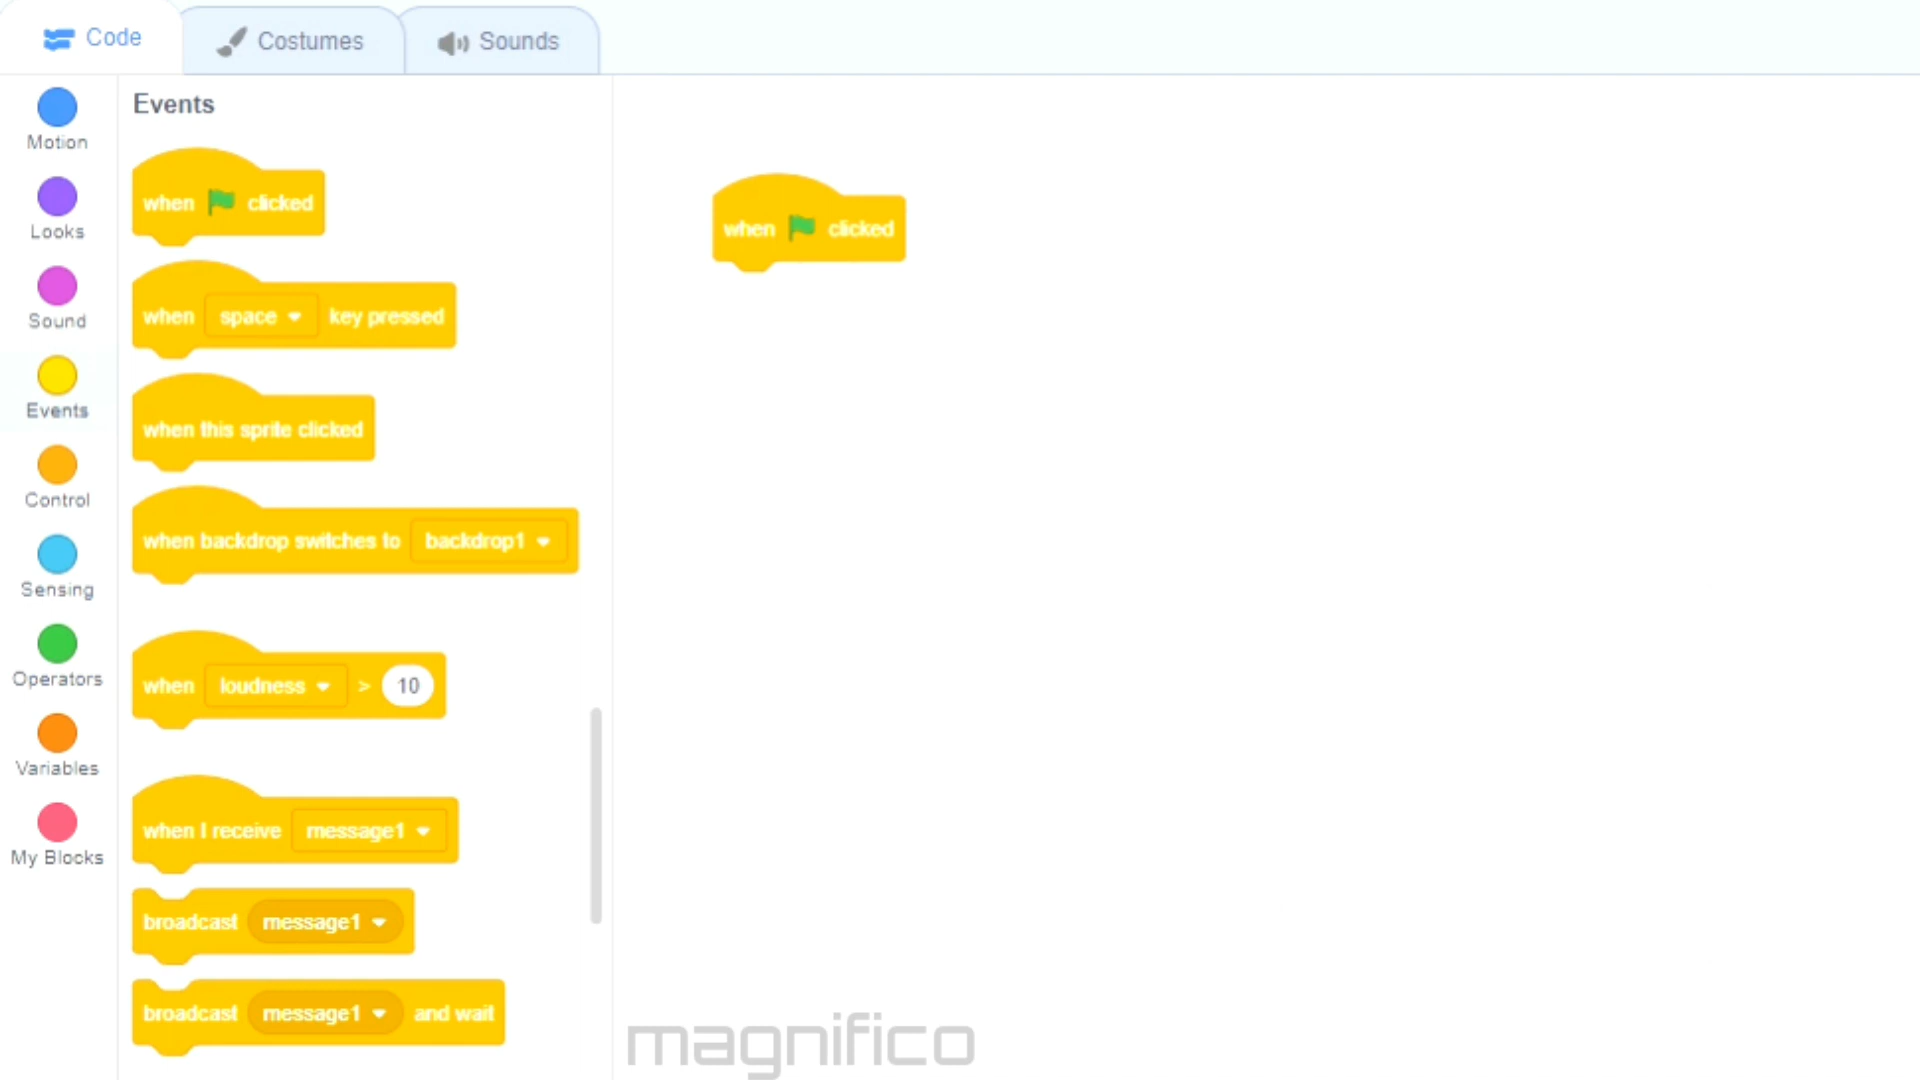 Code
Costumes
Sounds
Motion
Looks
Sound
Events
Control
Sensing
Operators
Variables
My Blocks
Events
when clicked
when space key pressed
when this sprite clicked
when backdrop switches to backdrop1
when loudness > 10
when I receive message1
broadcast message1
broadcast message1 and wait
when clicked
magnifico